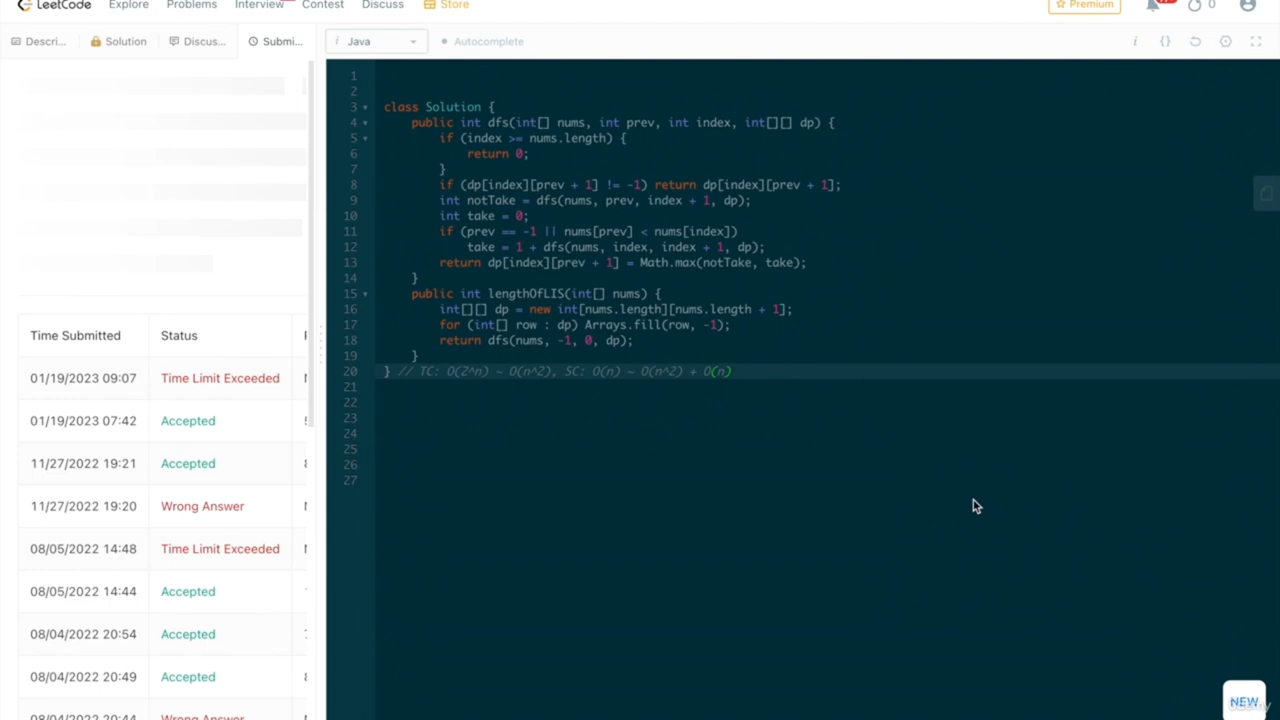 LeetCode Explore Problems Interview Contest Discuss Store Premium 0
Descri... Solution Discus... Submi...
i Java Autocomplete
1
2
3 class Solution {
4 public int dfs(int[] nums, int prev, int index, int[][] dp) {
5 if (index >= nums.length) {
6 return 0;
7 }
8 if (dp[index][prev + 1] != -1) return dp[index][prev + 1];
9 int notTake = dfs(nums, prev, index + 1, dp);
10 int take = 0;
11 if (prev == -1 || nums[prev] < nums[index])
12 take = 1 + dfs(nums, index, index + 1, dp);
13 return dp[index][prev + 1] = Math.max(notTake, take);
14 }
15 public int lengthOfLIS(int[] nums) {
16 int[][] dp = new int[nums.length][nums.length + 1];
17 for (int[] row : dp) Arrays.fill(row, -1);
18 return dfs(nums, -1, 0, dp);
19 }
20 } // TC: O(2^n) ~ O(n^2), SC: O(n) ~ O(n^2) + O(n)
21
22
23
24
25
26
27
Time Submitted Status
01/19/2023 09:07 Time Limit Exceeded
01/19/2023 07:42 Accepted
11/27/2022 19:21 Accepted
11/27/2022 19:20 Wrong Answer
08/05/2022 14:48 Time Limit Exceeded
08/05/2022 14:44 Accepted
08/04/2022 20:54 Accepted
08/04/2022 20:49 Accepted
08/04/2022 20:44 Wrong Answer
NEW